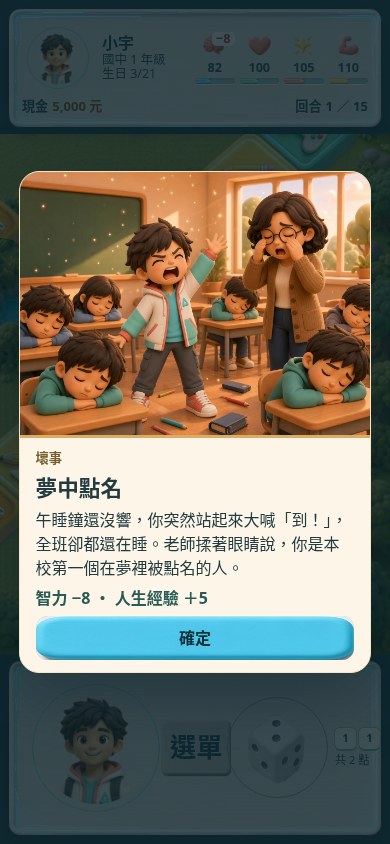 小宇
國中 1 年級
生日 3/21
−8
82
100
105
110
現金 5,000 元
回合 1 ／ 15
壞事
夢中點名
午睡鐘還沒響，你突然站起來大喊「到！」，
全班卻都還在睡。老師揉著眼睛說，你是本
校第一個在夢裡被點名的人。
智力 −8 · 人生經驗 ＋5
確定
選單
1
1
共 2 點